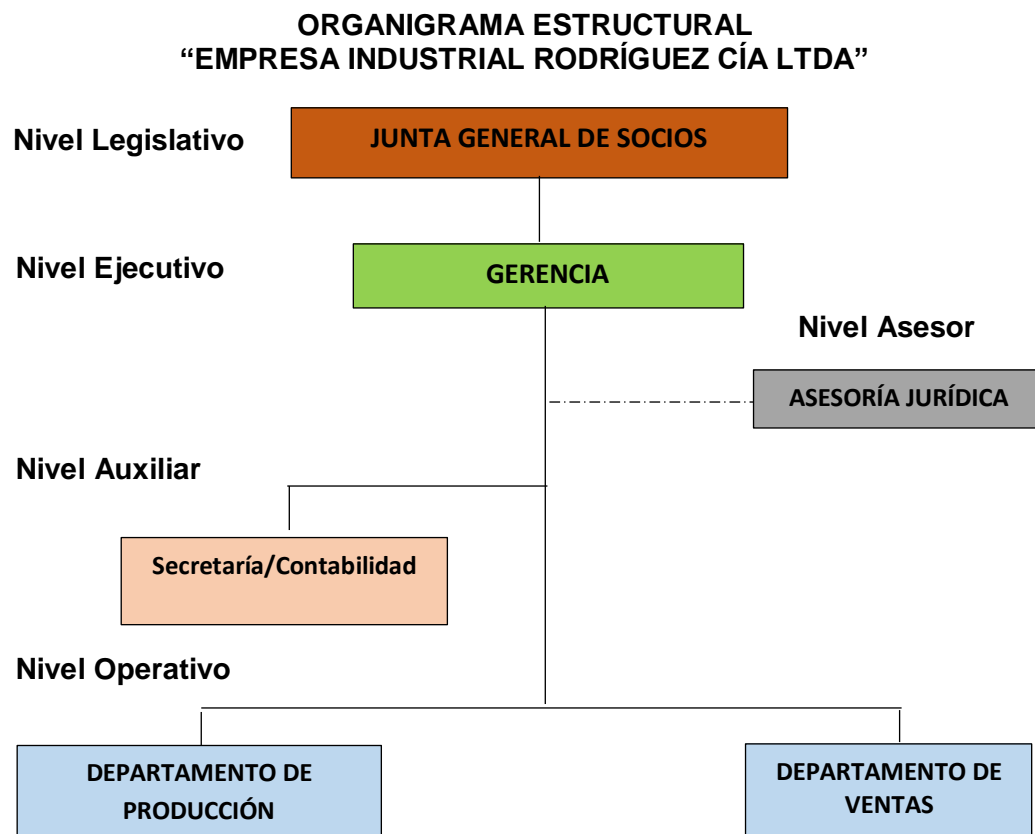 ORGANIGRAMA ESTRUCTURAL
“EMPRESA INDUSTRIAL RODRÍGUEZ CÍA LTDA”
Nivel Legislativo
JUNTA GENERAL DE SOCIOS
Nivel Ejecutivo
GERENCIA
Nivel Asesor
ASESORÍA JURÍDICA
Nivel Auxiliar
Secretaría/Contabilidad
Nivel Operativo
DEPARTAMENTO DE
PRODUCCIÓN
DEPARTAMENTO DE
VENTAS